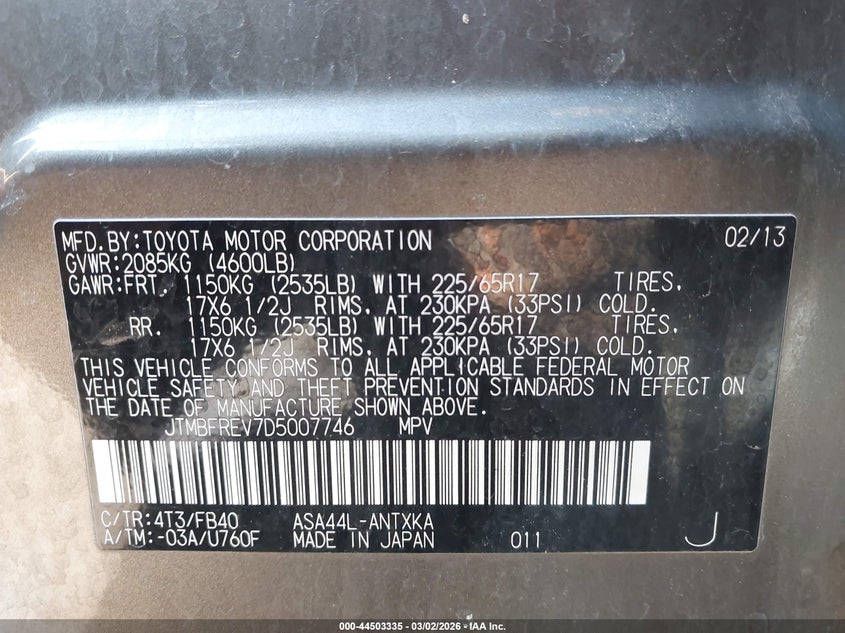 MFD.BY:TOYOTA MOTOR CORPORATION 02/13
GVWR:2085KG (4600LB)
GAWR:FRT. 1150KG (2535LB) WITH 225/65R17 TIRES,
17X6 1/2J RIMS, AT 230KPA (33PSI) COLD.
RR. 1150KG (2535LB) WITH 225/65R17 TIRES,
17X6 1/2J RIMS, AT 230KPA (33PSI) COLD.
THIS VEHICLE CONFORMS TO ALL APPLICABLE FEDERAL MOTOR
VEHICLE SAFETY AND THEFT PREVENTION STANDARDS IN EFFECT ON
THE DATE OF MANUFACTURE SHOWN ABOVE.
JTMBFREV7D5007746 MPV
C/TR:4T3/FB40 ASA44L-ANTXKA
A/TM:-03A/U760F MADE IN JAPAN 011 J
000-44503335 - 03/02/2026 - IAA Inc.